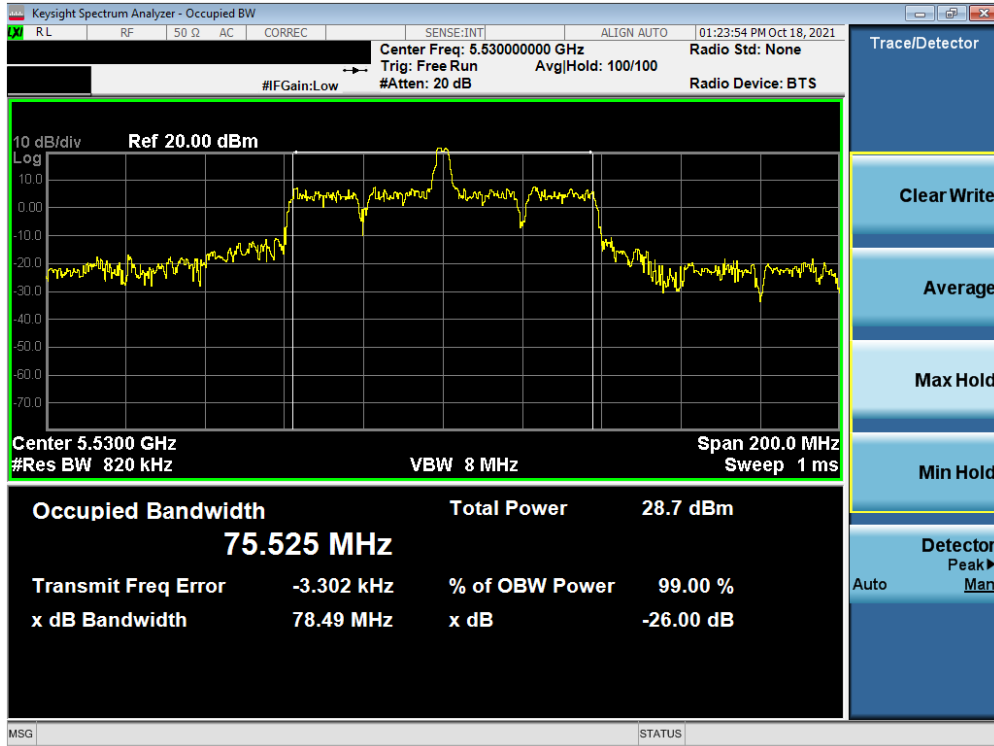 Keysight Spectrum Analyzer - Occupied BW
LXI RL RF 50 Ω AC CORREC SENSE:INT ALIGN AUTO 01:23:54 PM Oct 18, 2021
Center Freq: 5.530000000 GHz Radio Std: None
Trig: Free Run Avg|Hold: 100/100
#IFGain:Low #Atten: 20 dB Radio Device: BTS
10 dB/div Ref 20.00 dBm
Log
10.0
0.00
-10.0
-20.0
-30.0
-40.0
-50.0
-60.0
-70.0
Center 5.5300 GHz Span 200.0 MHz
#Res BW 820 kHz VBW 8 MHz Sweep 1 ms
Occupied Bandwidth Total Power 28.7 dBm
75.525 MHz
Transmit Freq Error -3.302 kHz % of OBW Power 99.00 %
x dB Bandwidth 78.49 MHz x dB -26.00 dB
Trace/Detector
Clear Write
Average
Max Hold
Min Hold
Detector
Peak▶
Auto Man
MSG STATUS